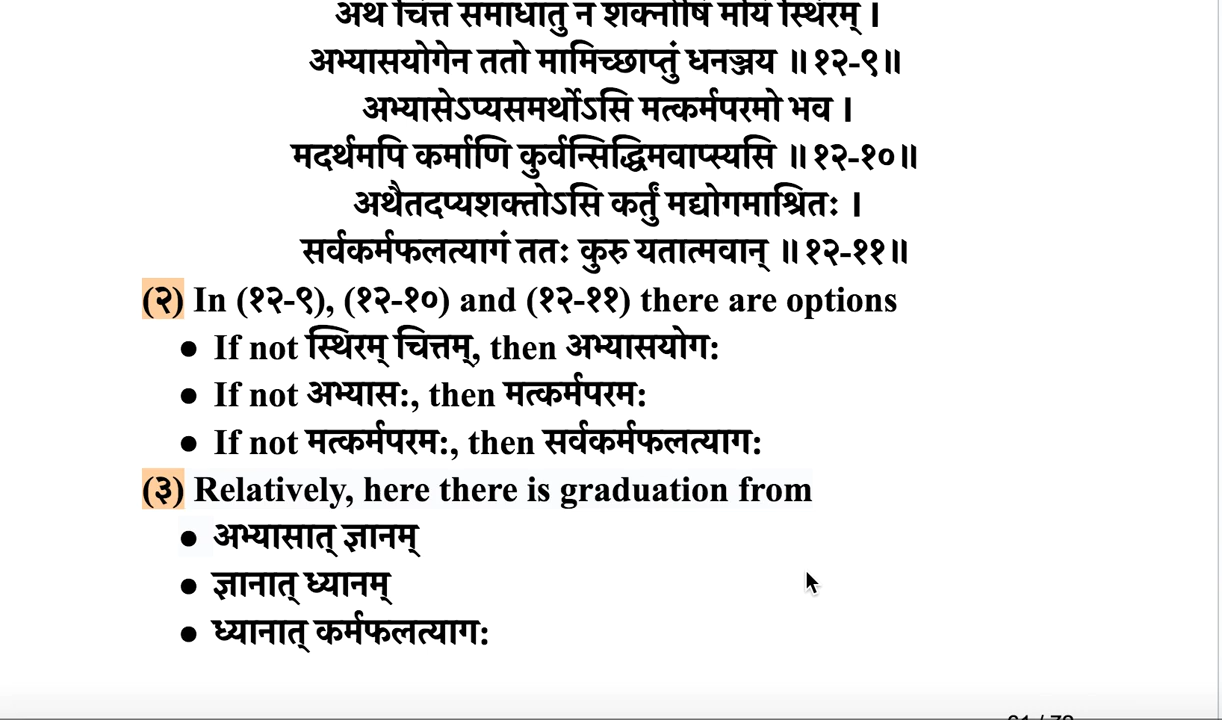 अथ चित्तं समाधातुं न शक्नोषि मयि स्थिरम् ।
अभ्यासयोगेन ततो मामिच्छाप्तुं धनञ्जय ॥१२-९॥
अभ्यासेऽप्यसमर्थोऽसि मत्कर्मपरमो भव ।
मदर्थमपि कर्माणि कुर्वन्सिद्धिमवाप्स्यसि ॥१२-१०॥
अथैतदप्यशक्तोऽसि कर्तुं मद्योगमाश्रितः ।
सर्वकर्मफलत्यागं ततः कुरु यतात्मवान् ॥१२-११॥
(२) In (१२-९), (१२-१०) and (१२-११) there are options
● If not स्थिरम् चित्तम्, then अभ्यासयोग:
● If not अभ्यास:, then मत्कर्मपरम:
● If not मत्कर्मपरम:, then सर्वकर्मफलत्याग:
(३) Relatively, here there is graduation from
● अभ्यासात् ज्ञानम्
● ज्ञानात् ध्यानम्
● ध्यानात् कर्मफलत्याग: